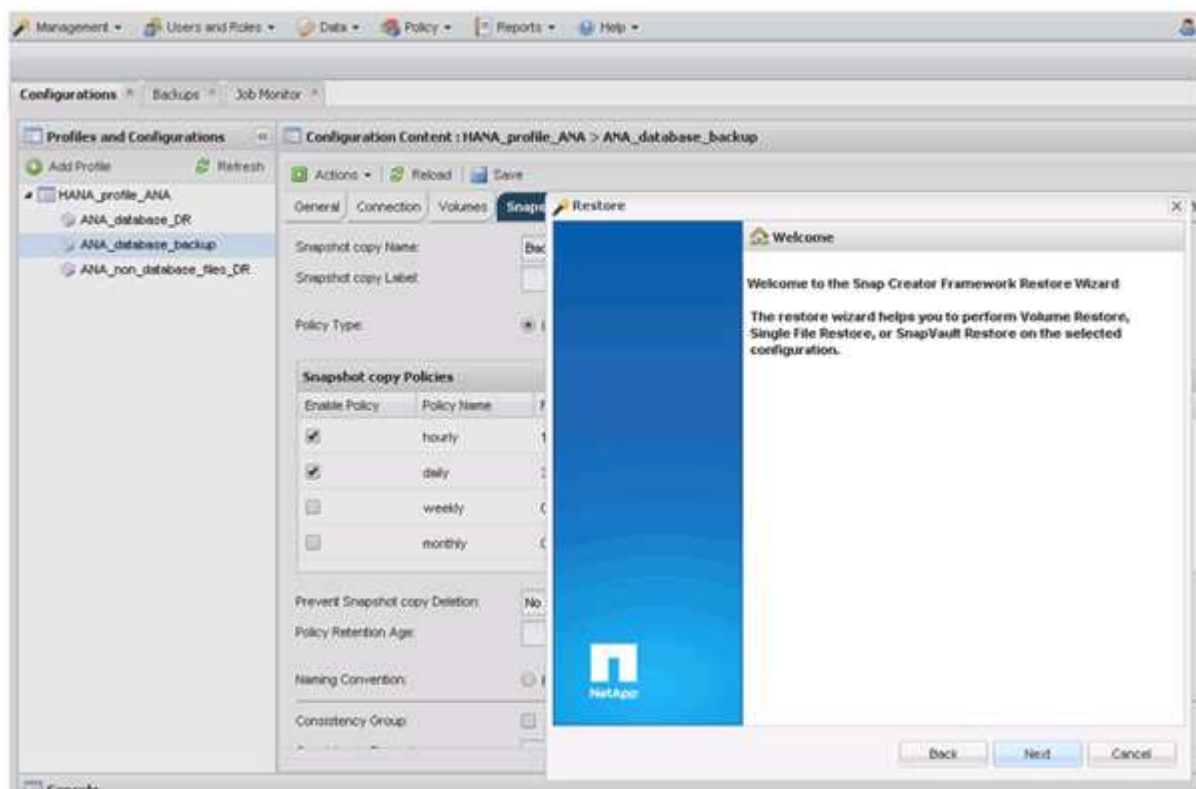 Management Users and Roles Data Policy Reports Help
Configurations Backups Job Monitor
Profiles and Configurations
Add Profile Refresh
HANA_profile_ANA
ANA_database_DR
ANA_database_backup
ANA_non_database_files_DR
Configuration Content : HANA_profile_ANA > ANA_database_backup
Actions Reload Save
General Connection Volumes
Snapshot copy Name:
Snapshot copy Label:
Policy Type:
Snapshot copy Policies
Enable Policy Policy Name
hourly
daily
weekly
monthly
Prevent Snapshot copy Deletion: No
Policy Retention Age:
Naming Convention:
Consistency Group:
Restore
Welcome
Welcome to the Snap Creator Framework Restore Wizard
The restore wizard helps you to perform Volume Restore,
Single File Restore, or SnapVault Restore on the selected
configuration.
NetApp
Back Next Cancel